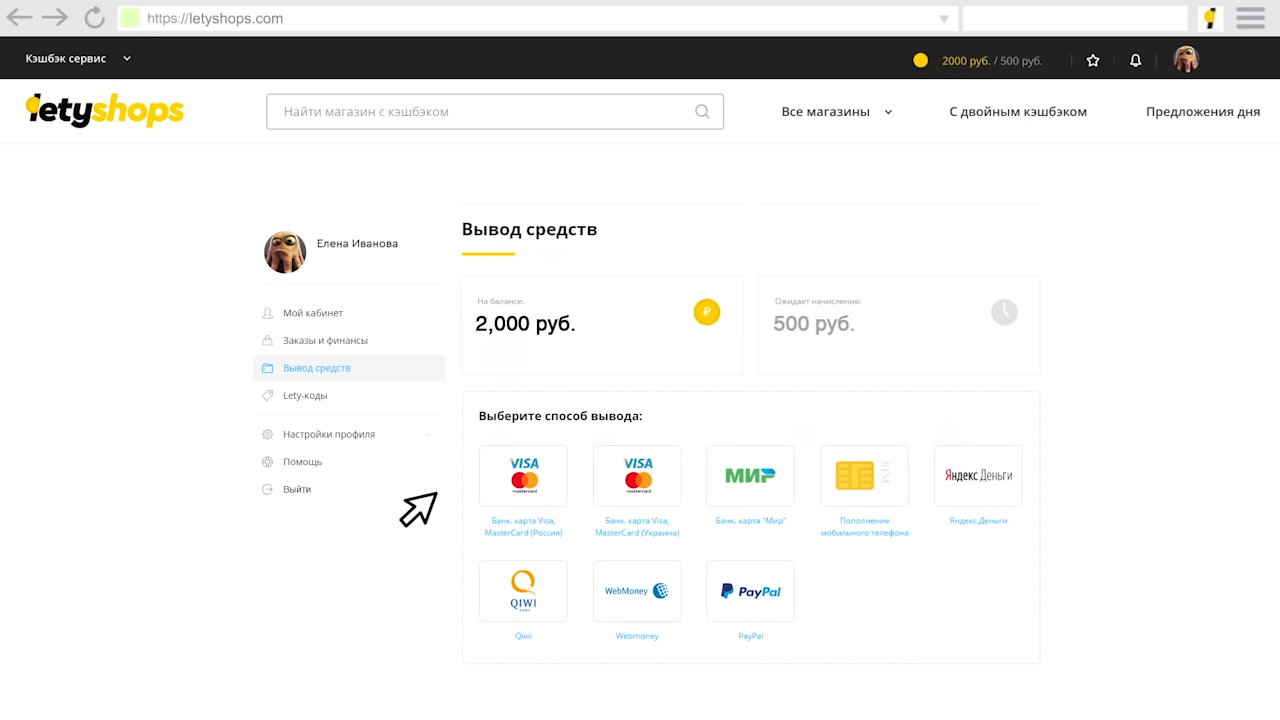 https://letyshops.com
Кэшбэк сервис
2000 руб. / 500 руб.
letyshops
Найти магазин с кэшбэком
Все магазины
С двойным кэшбэком
Предложения дня
Елена Иванова
Мой кабинет
Заказы и финансы
Вывод средств
Lety-коды
Настройки профиля
Помощь
Выйти
Вывод средств
На балансе:
2,000 руб.
₽
Ожидает начисления:
500 руб.
Выберите способ вывода:
VISA
mastercard
Банк. карта Visa,
MasterCard (Россия)
VISA
mastercard
Банк. карта Visa,
MasterCard (Украина)
МИР
Банк. карта "Мир"
SIM
Пополнение
мобильного телефона
Яндекс Деньги
Яндекс.Деньги
QIWI
Qiwi
WebMoney
Webmoney
PayPal
PayPal